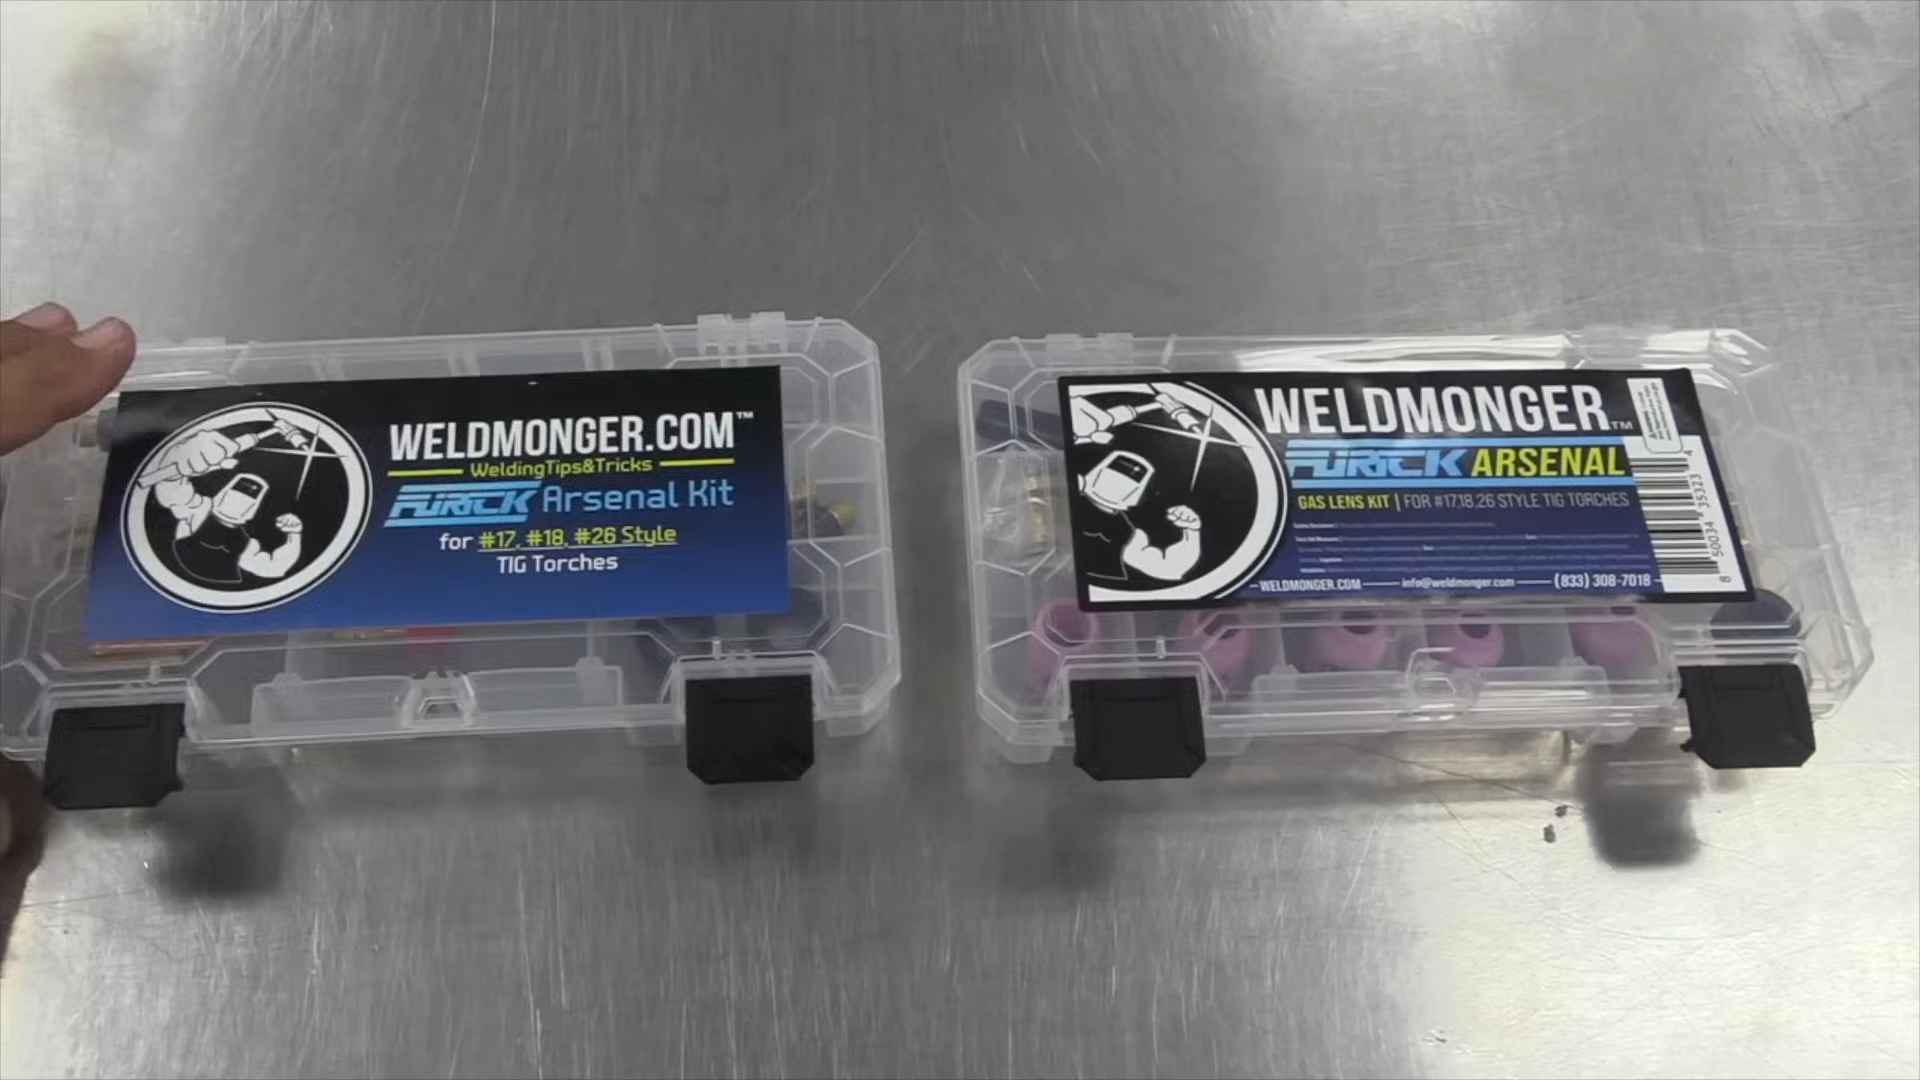 WELDMONGER.COM™
WeldingTips&Tricks
FURICK Arsenal Kit
for #17, #18, #26 Style
TIG Torches
WELDMONGER™
FURICK ARSENAL
GAS LENS KIT | FOR #17,18,26 STYLE TIG TORCHES
WELDMONGER.COM info@weldmonger.com (833) 308-7018
8 50034 35323 4